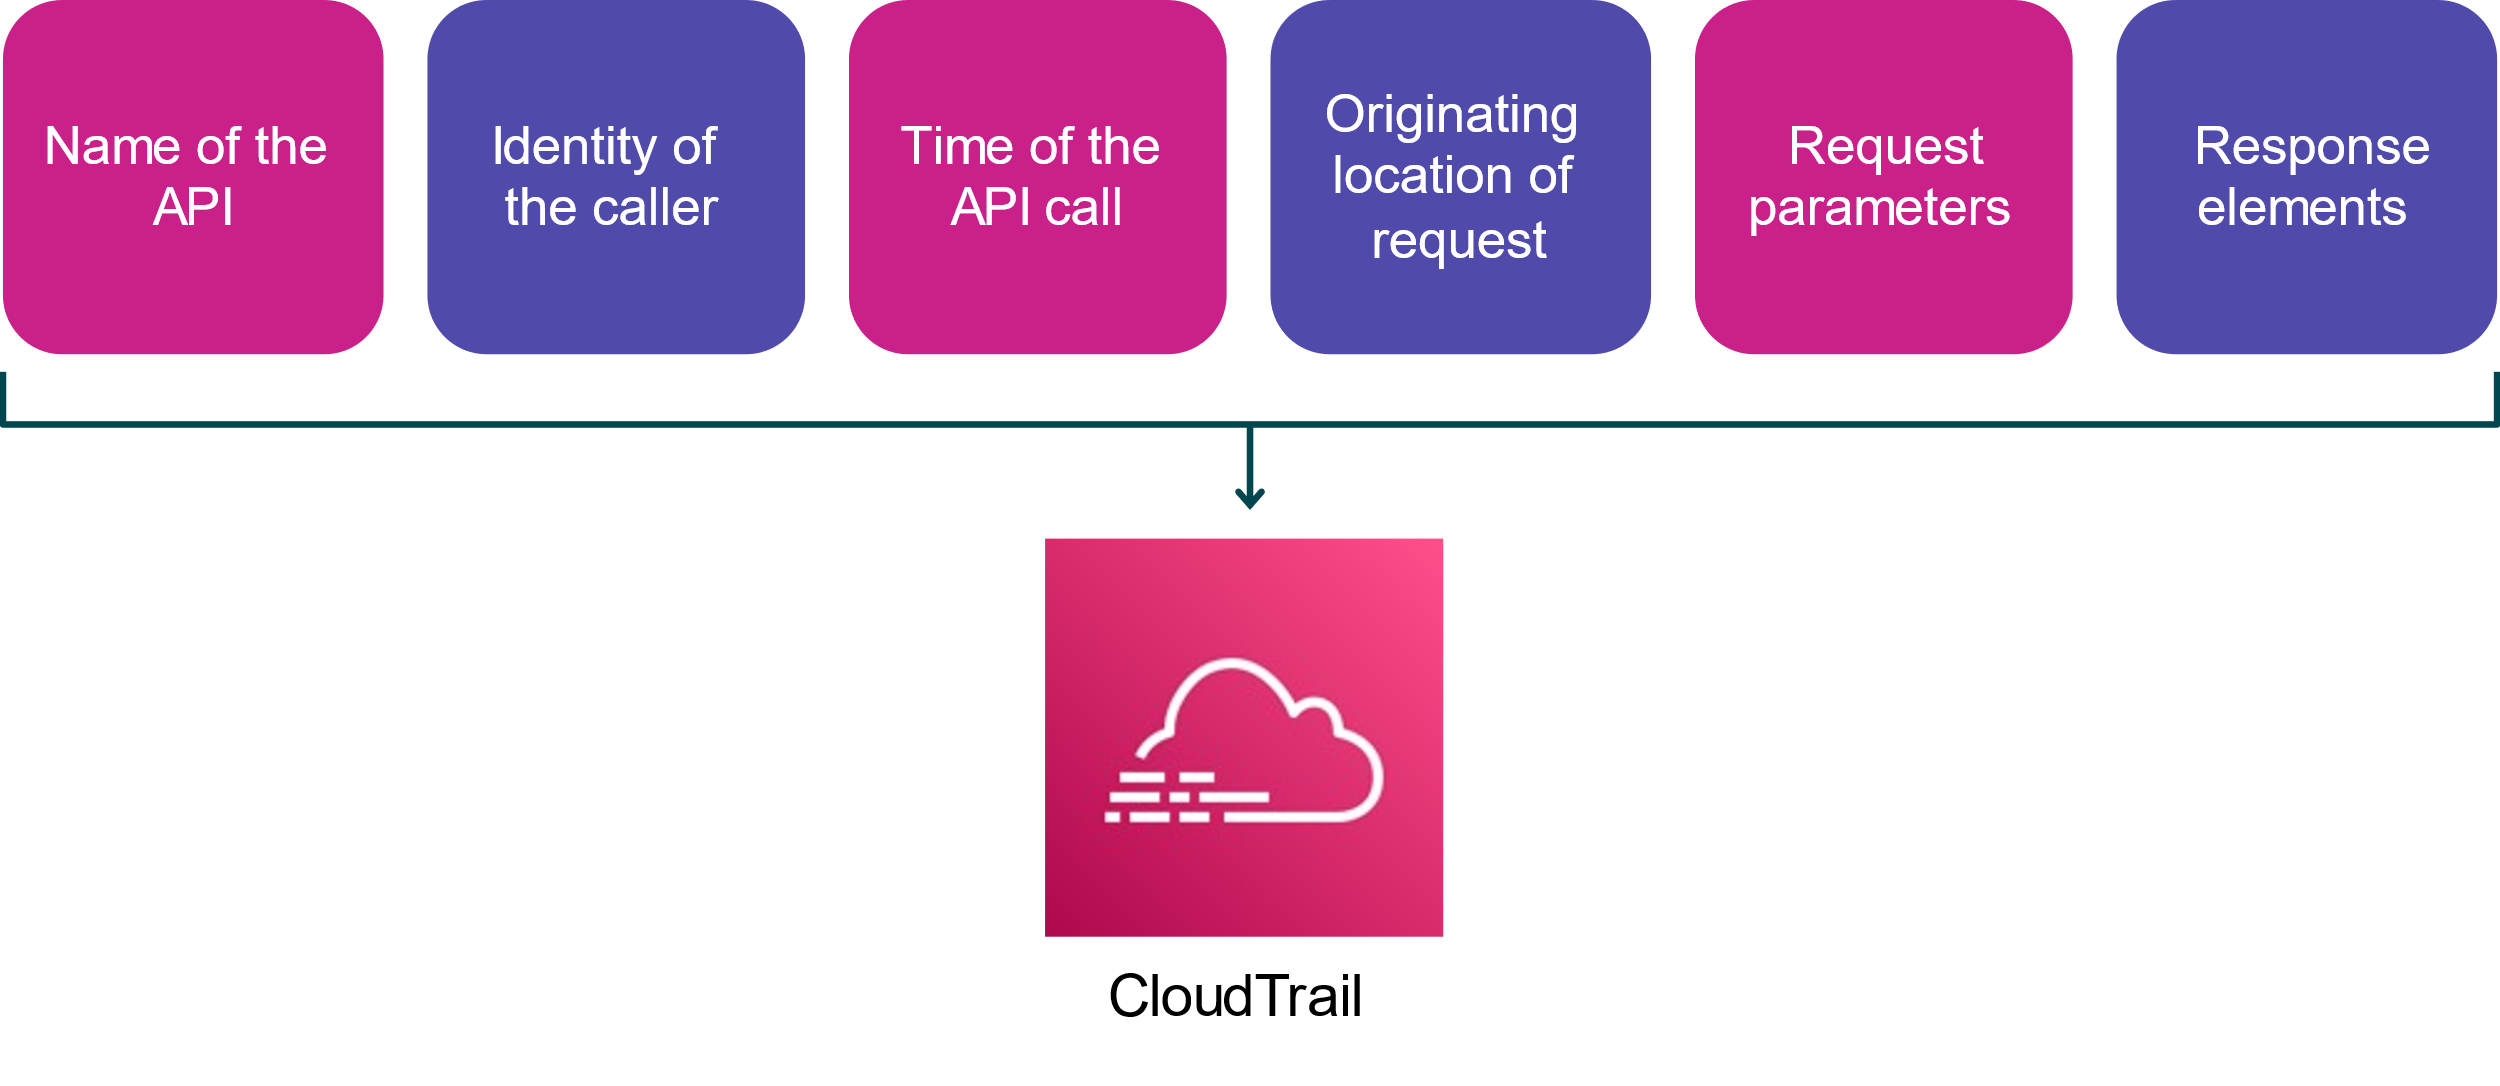 Name of the
API
Identity of
the caller
Time of the
API call
Originating
location of
request
Request
parameters
Response
elements
CloudTrail